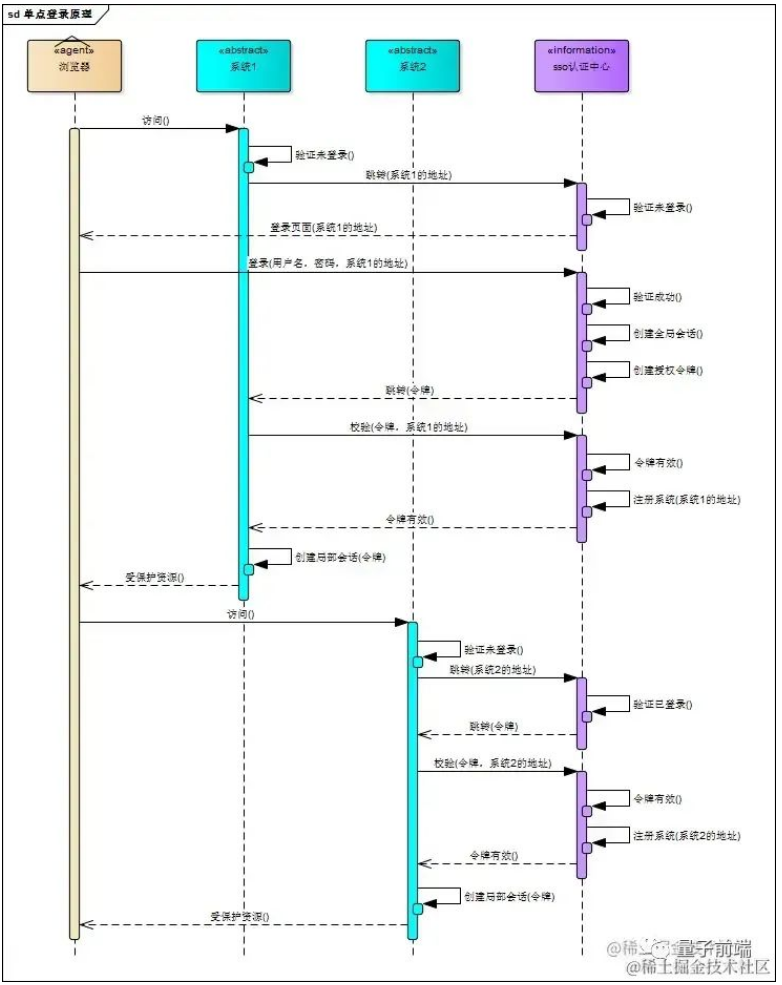 sd 单点登录原理
«agent»
浏览器
«abstract»
系统1
«abstract»
系统2
«information»
sso认证中心
访问()
验证未登录()
跳转(系统1的地址)
验证未登录()
登录页面(系统1的地址)
登录(用户名，密码，系统1的地址)
验证成功()
创建全局会话()
创建授权令牌()
跳转(令牌)
校验(令牌，系统1的地址)
令牌有效()
注册系统(系统1的地址)
令牌有效()
创建局部会话(令牌)
受保护资源()
访问()
验证未登录()
跳转(系统2的地址)
验证已登录()
跳转(令牌)
校验(令牌，系统2的地址)
令牌有效()
注册系统(系统2的地址)
令牌有效()
创建局部会话(令牌)
受保护资源()
量子前端
@稀土掘金技术社区